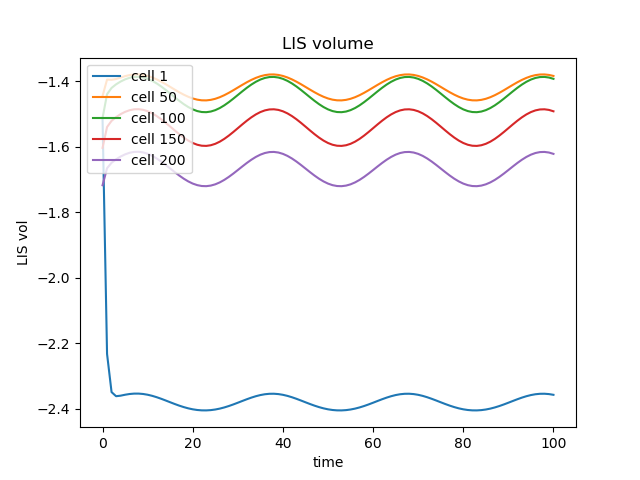 LIS volume
cell 1
cell 50
cell 100
cell 150
cell 200
LIS vol
−1.4
−1.6
−1.8
−2.0
−2.2
−2.4
0 20 40 60 80 100
time